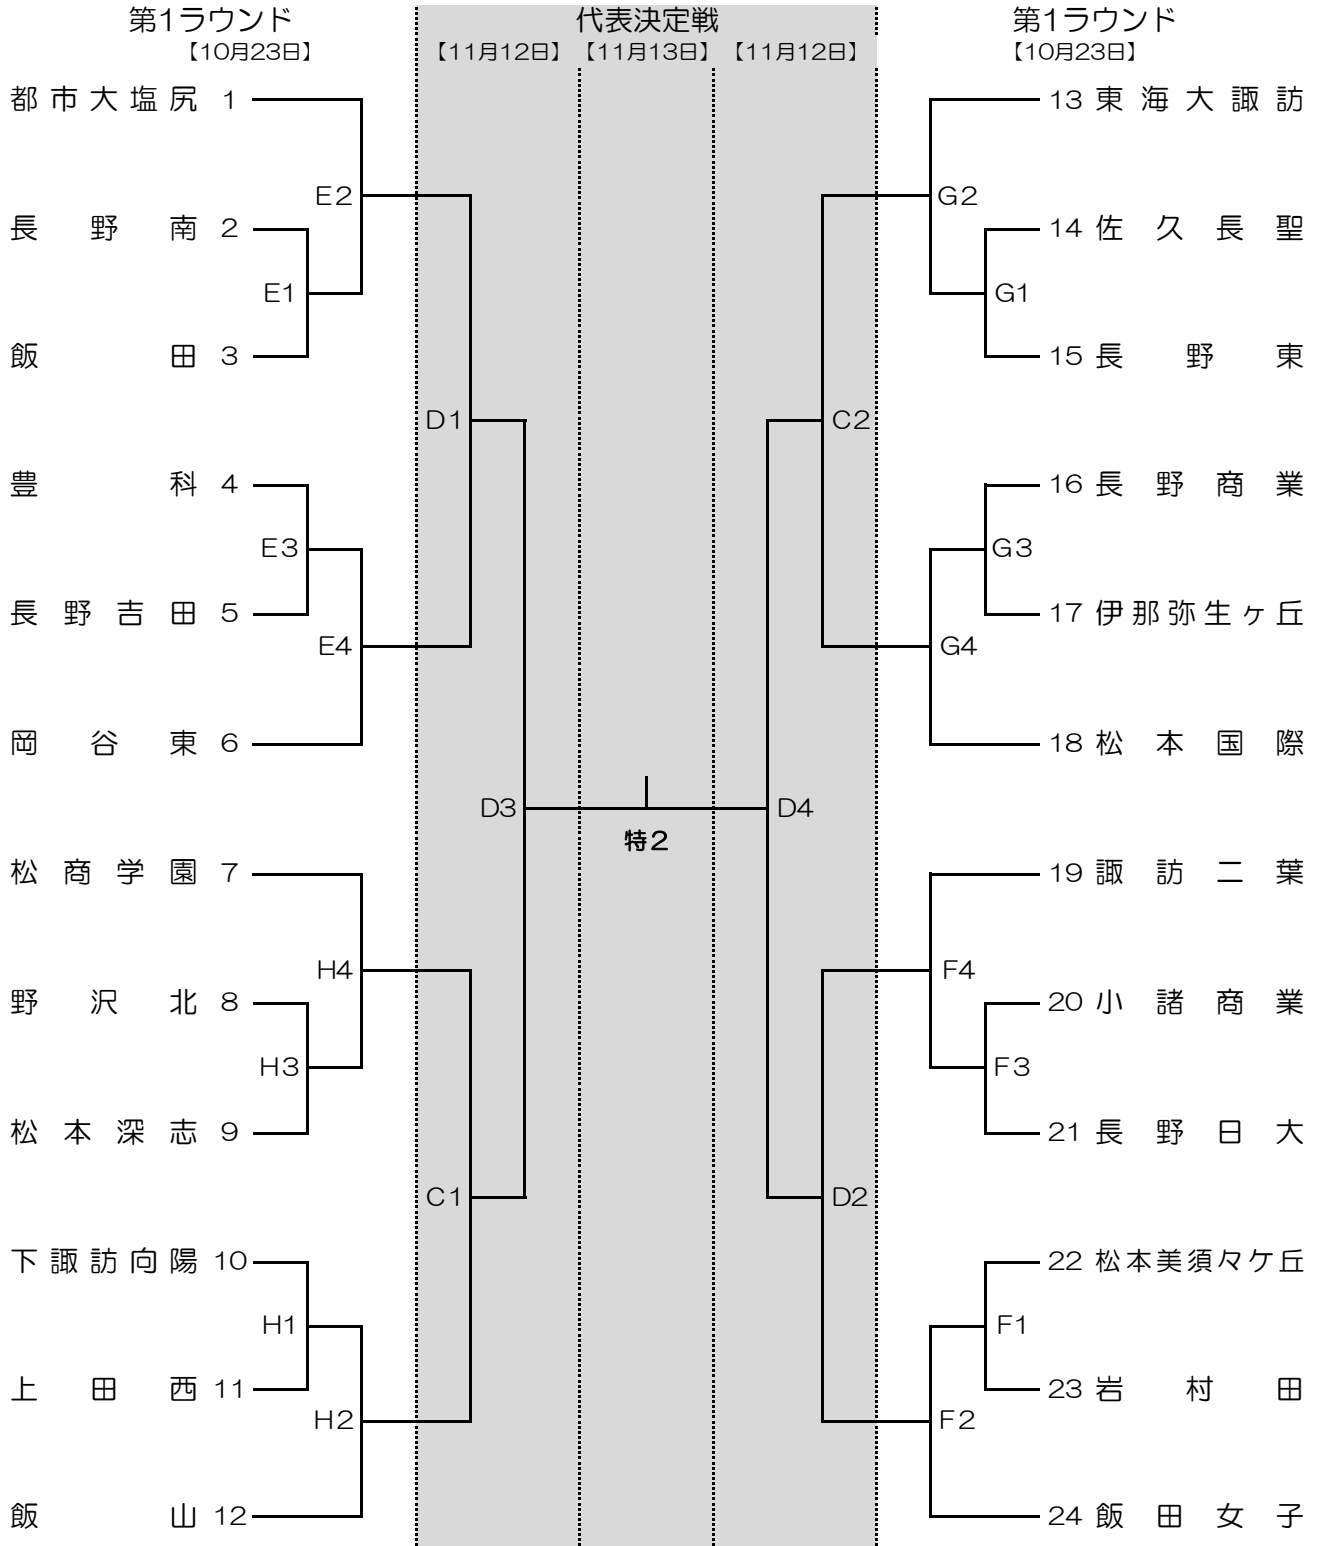 第1ラウンド 代表決定戦 第1ラウンド
【10月23日】 【11月12日】 【11月13日】 【11月12日】 【10月23日】
都市大塩尻 1 13 東海大諏訪
E2 G2
長野南 2 14 佐久長聖
E1 G1
飯田 3 15 長野東
D1 C2
豊科 4 16 長野商業
E3 G3
長野吉田 5 17 伊那弥生ヶ丘
E4 G4
岡谷東 6 18 松本国際
D3 D4
特2
松商学園 7 19 諏訪二葉
H4 F4
野沢北 8 20 小諸商業
H3 F3
松本深志 9 21 長野日大
C1 D2
下諏訪向陽 10 22 松本美須々ケ丘
H1 F1
上田西 11 23 岩村田
H2 F2
飯山 12 24 飯田女子